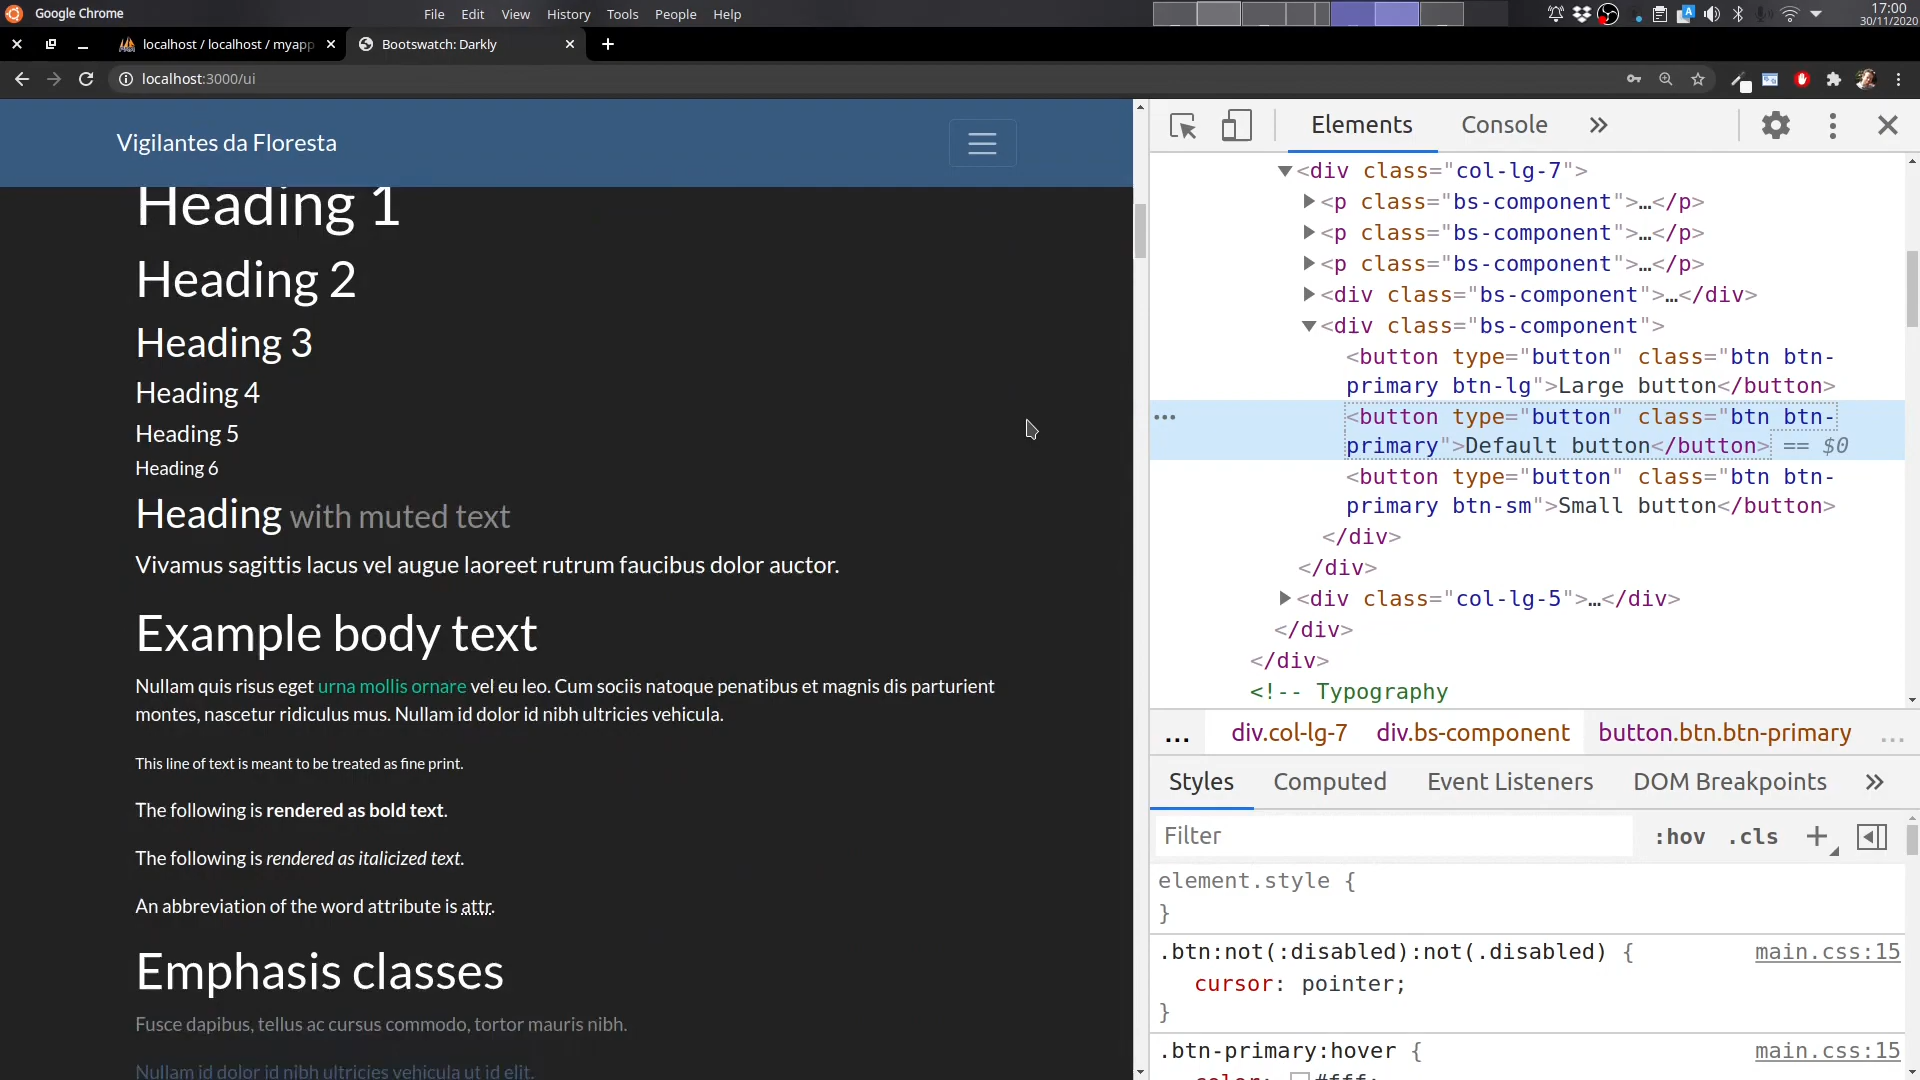 Google Chrome
File Edit View History Tools People Help
17:00
30/11/2020
localhost / localhost / myapp
Bootswatch: Darkly
localhost:3000/ui
Vigilantes da Floresta
Heading 1
Heading 2
Heading 3
Heading 4
Heading 5
Heading 6
Heading with muted text
Vivamus sagittis lacus vel augue laoreet rutrum faucibus dolor auctor.
Example body text
Nullam quis risus eget urna mollis ornare vel eu leo. Cum sociis natoque penatibus et magnis dis parturient
montes, nascetur ridiculus mus. Nullam id dolor id nibh ultricies vehicula.
This line of text is meant to be treated as fine print.
The following is rendered as bold text.
The following is rendered as italicized text.
An abbreviation of the word attribute is attr.
Emphasis classes
Fusce dapibus, tellus ac cursus commodo, tortor mauris nibh.
Nullam id dolor id nibh ultricies vehicula ut id elit.
Elements Console »
<div class="col-lg-7">
<p class="bs-component">…</p>
<p class="bs-component">…</p>
<p class="bs-component">…</p>
<div class="bs-component">…</div>
<div class="bs-component">
<button type="button" class="btn btn-
primary btn-lg">Large button</button>
<button type="button" class="btn btn-
primary">Default button</button> == $0
<button type="button" class="btn btn-
primary btn-sm">Small button</button>
</div>
</div>
<div class="col-lg-5">…</div>
</div>
</div>
<!-- Typography
... div.col-lg-7 div.bs-component button.btn.btn-primary ...
Styles Computed Event Listeners DOM Breakpoints »
Filter :hov .cls +
element.style {
}
.btn:not(:disabled):not(.disabled) { main.css:15
cursor: pointer;
}
.btn-primary:hover { main.css:15
color: #fff;